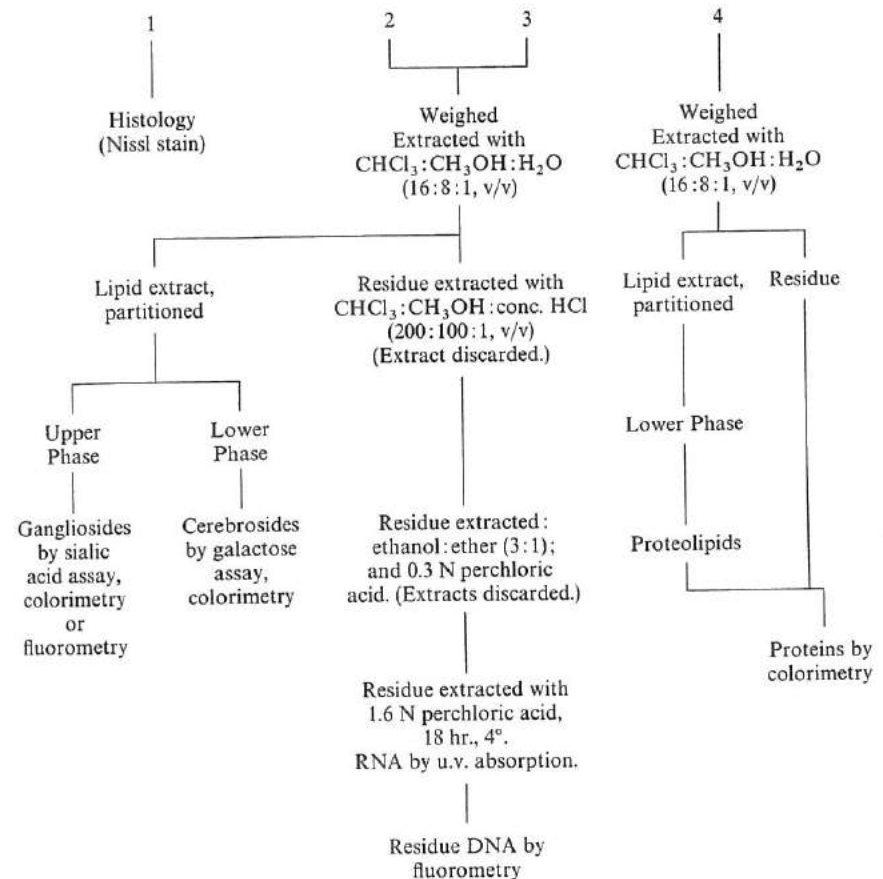 1
2
3
4
Histology
(Nissl stain)
Weighed
Extracted with
CHCl₃:CH₃OH:H₂O
(16:8:1, v/v)
Weighed
Extracted with
CHCl₃:CH₃OH:H₂O
(16:8:1, v/v)
Lipid extract,
partitioned
Residue extracted with
CHCl₃:CH₃OH:conc. HCl
(200:100:1, v/v)
(Extract discarded.)
Lipid extract,
partitioned
Residue
Upper
Phase
Lower
Phase
Lower Phase
Gangliosides
by sialic
acid assay,
colorimetry
or
fluorometry
Cerebrosides
by galactose
assay,
colorimetry
Residue extracted:
ethanol:ether (3:1);
and 0.3 N perchloric
acid. (Extracts discarded.)
Proteolipids
Proteins by
colorimetry
Residue extracted with
1.6 N perchloric acid,
18 hr., 4°.
RNA by u.v. absorption.
Residue DNA by
fluorometry